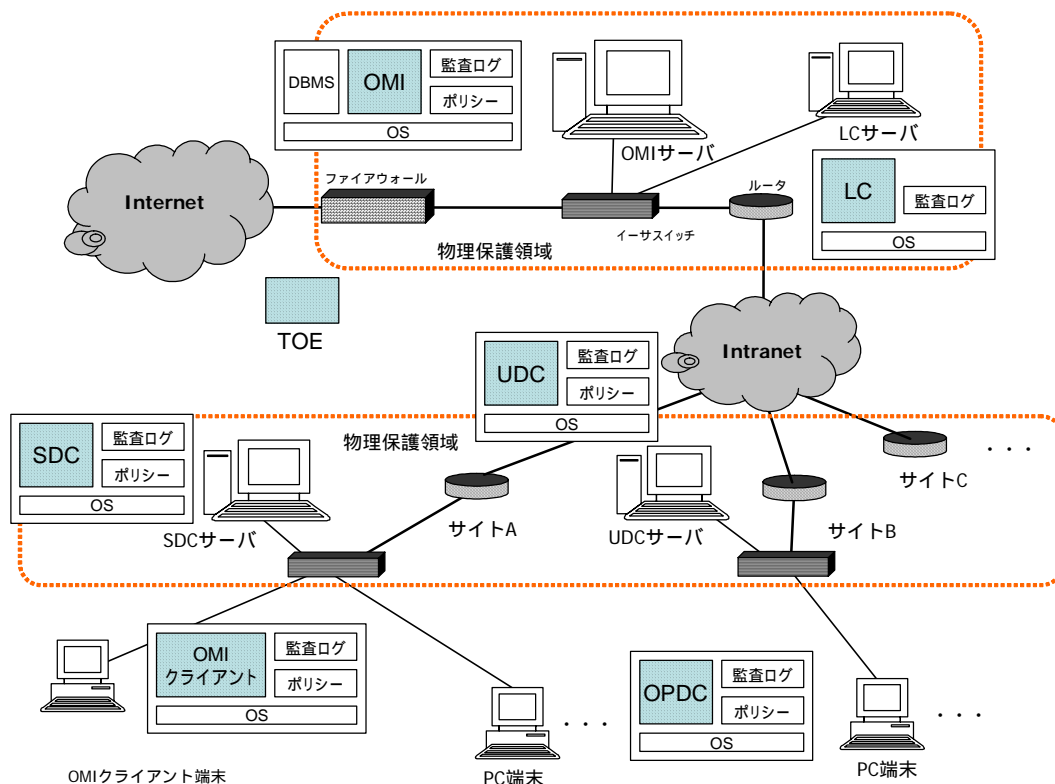 DBMS
OMI
監査ログ
ポリシー
OS
OMIサーバ
LCサーバ
LC
監査ログ
OS
Internet
ファイアウォール
イーサスイッチ
ルータ
物理保護領域
TOE
Intranet
UDC
監査ログ
ポリシー
OS
SDC
監査ログ
ポリシー
OS
物理保護領域
SDCサーバ
サイトA
UDCサーバ
サイトB
サイトC
・・・
OMI
クライアント
監査ログ
ポリシー
OS
OMIクライアント端末
PC端末
・・・
OPDC
監査ログ
ポリシー
OS
PC端末
・・・